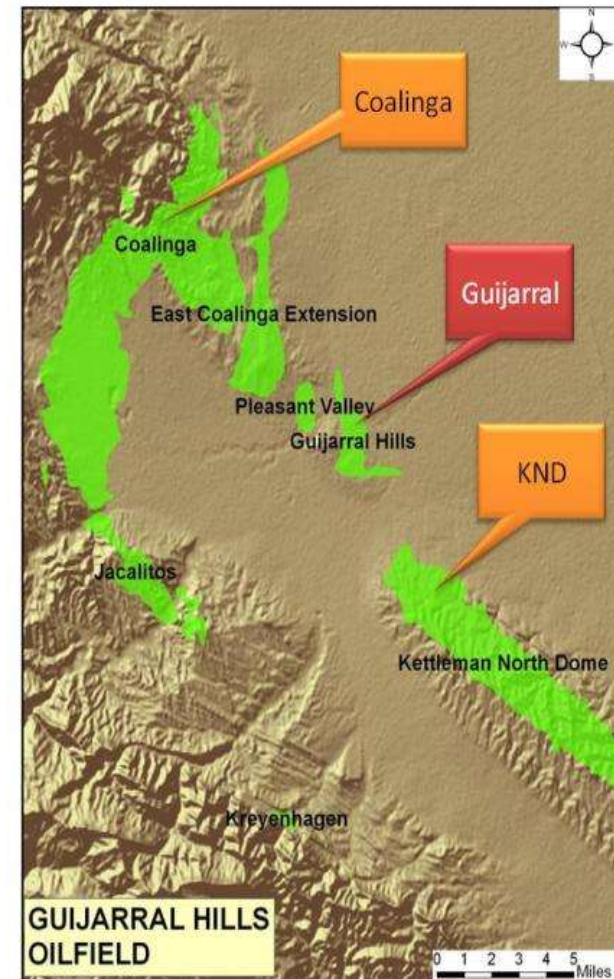 N
W
S
Coalinga
Coalinga
Guijarral
East Coalinga Extension
Pleasant Valley
Guijarral Hills
KND
Jacalitos
Kettleman North Dome
Kreyenhagen
GUIJARRAL HILLS
OILFIELD
0 1 2 3 4 5
Miles